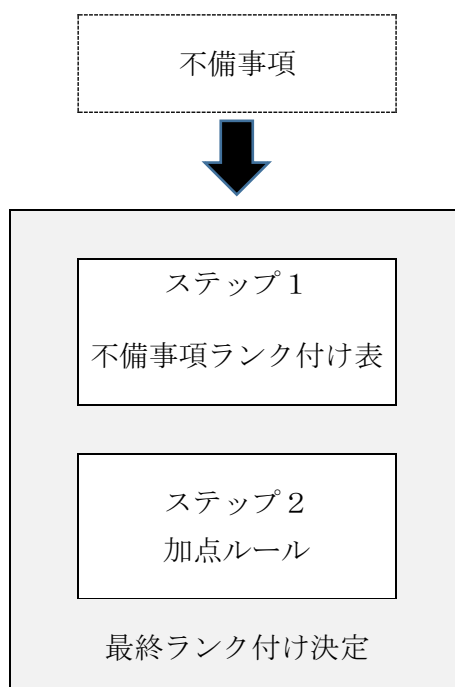 不備事項
ステップ１
不備事項ランク付け表
ステップ２
加点ルール
最終ランク付け決定